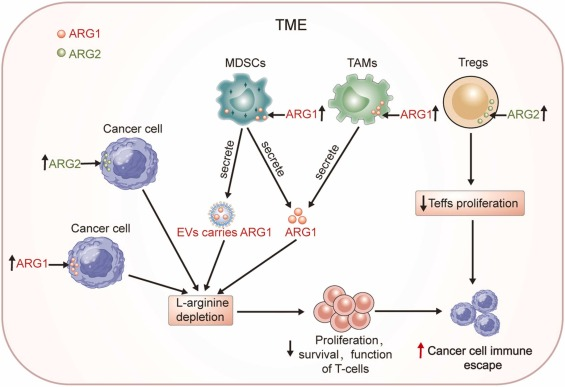 TME
ARG1
ARG2
MDSCs
TAMs
Tregs
ARG1
ARG1
ARG2
Cancer cell
ARG2
secrete
secrete
secrete
Teffs proliferation
Cancer cell
EVs carries ARG1
ARG1
ARG1
L-arginine
depletion
Proliferation,
survival, function
of T-cells
Cancer cell immune
escape